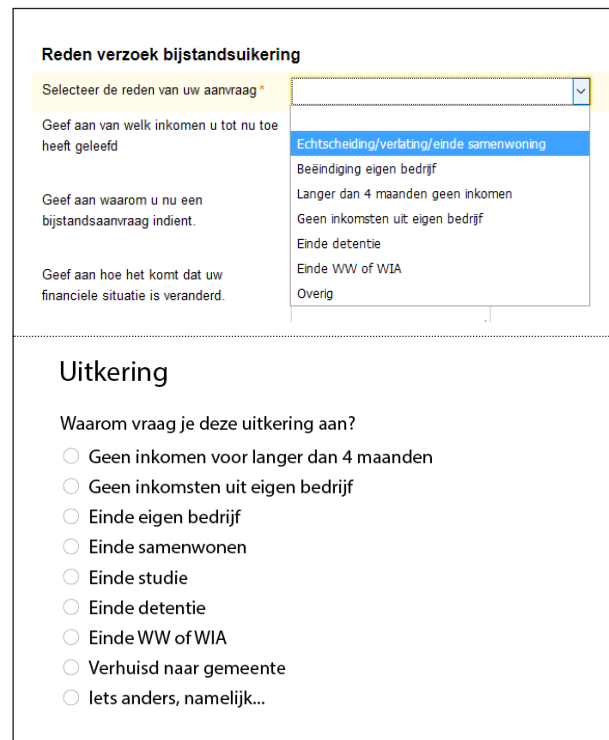 Reden verzoek bijstandsuikering
Selecteer de reden van uw aanvraag *
Geef aan van welk inkomen u tot nu toe
heeft geleefd
Geef aan waarom u nu een
bijstandsaanvraag indient.
Geef aan hoe het komt dat uw
financiele situatie is veranderd.
Echtscheiding/verlating/einde samenwoning
Beëindiging eigen bedrijf
Langer dan 4 maanden geen inkomen
Geen inkomsten uit eigen bedrijf
Einde detentie
Einde WW of WIA
Overig
Uitkering
Waarom vraag je deze uitkering aan?
Geen inkomen voor langer dan 4 maanden
Geen inkomsten uit eigen bedrijf
Einde eigen bedrijf
Einde samenwonen
Einde studie
Einde detentie
Einde WW of WIA
Verhuisd naar gemeente
Iets anders, namelijk...